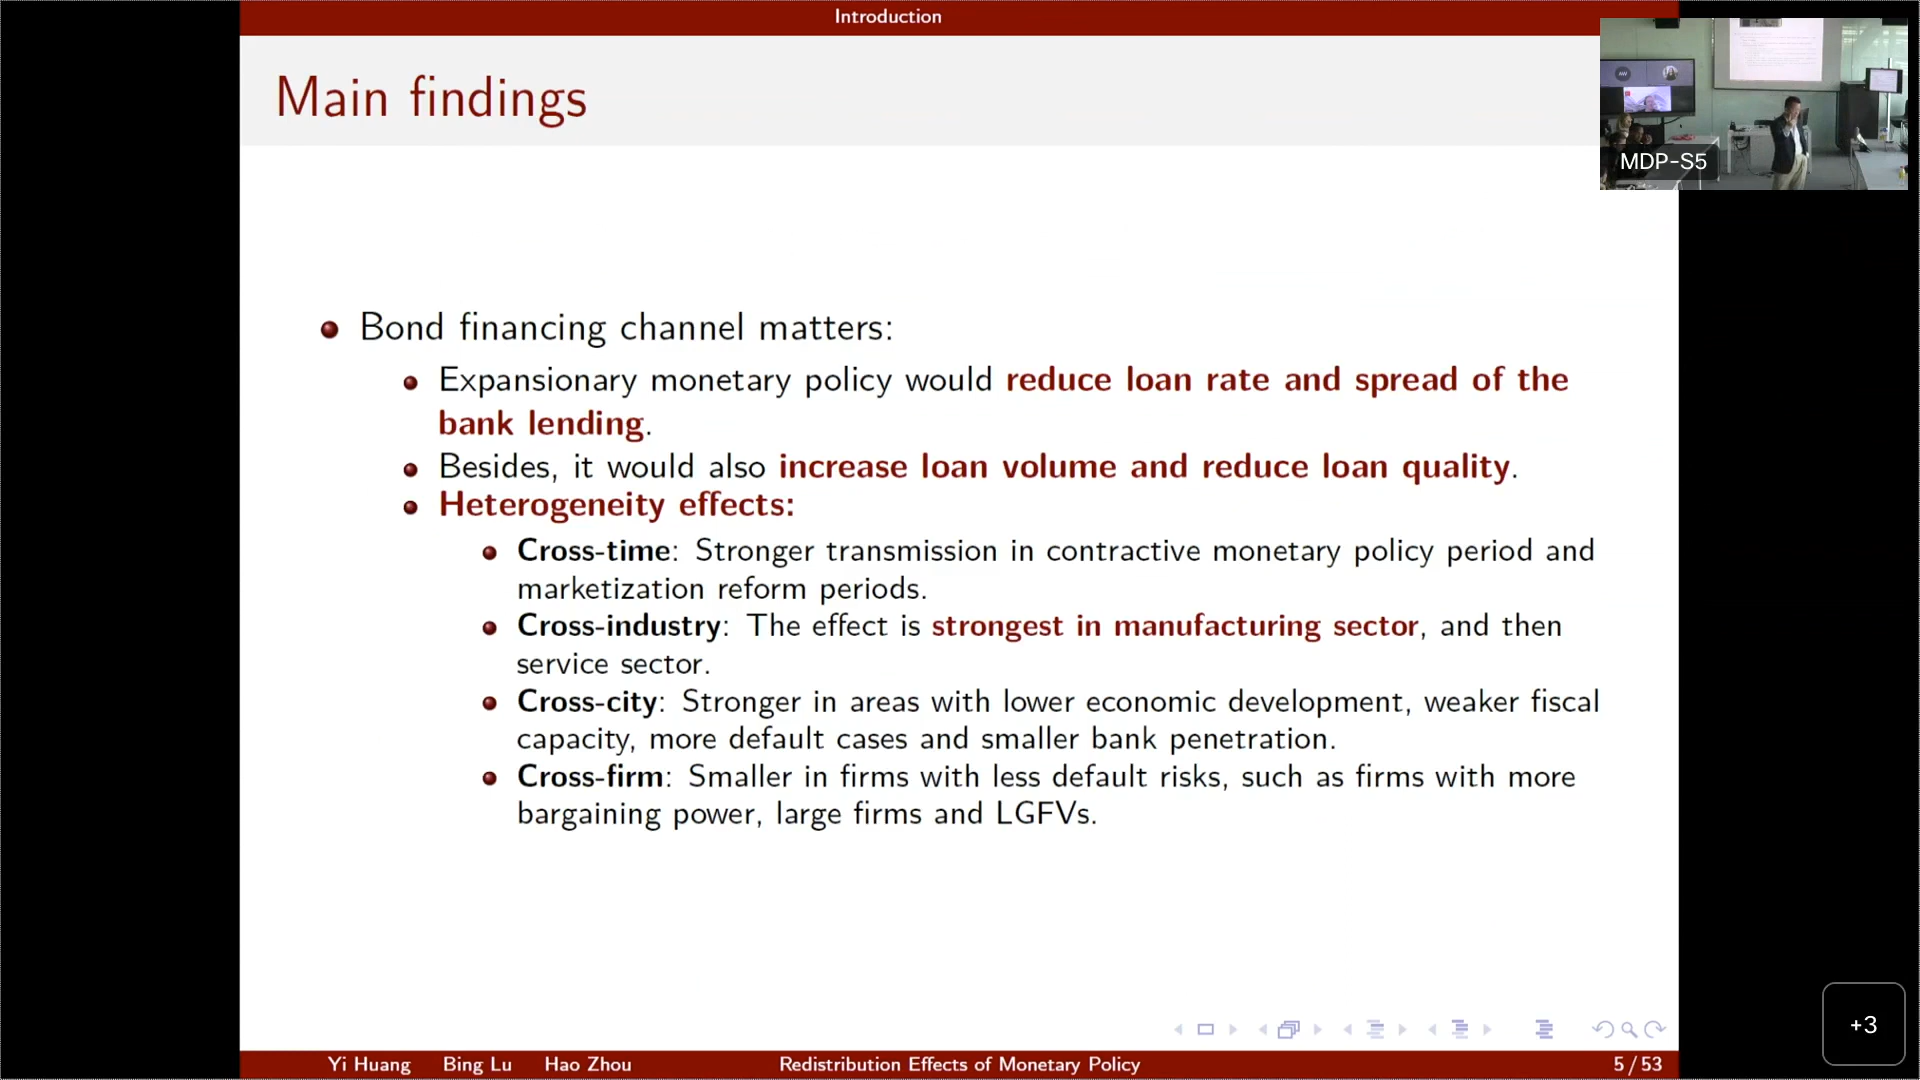 Introduction
Main findings
AW
MDP-S5
Bond financing channel matters:
Expansionary monetary policy would reduce loan rate and spread of the
bank lending.
Besides, it would also increase loan volume and reduce loan quality.
Heterogeneity effects:
Cross-time: Stronger transmission in contractive monetary policy period and
marketization reform periods.
Cross-industry: The effect is strongest in manufacturing sector, and then
service sector.
Cross-city: Stronger in areas with lower economic development, weaker fiscal
capacity, more default cases and smaller bank penetration.
Cross-firm: Smaller in firms with less default risks, such as firms with more
bargaining power, large firms and LGFVs.
+3
Yi Huang Bing Lu Hao Zhou Redistribution Effects of Monetary Policy 5 / 53